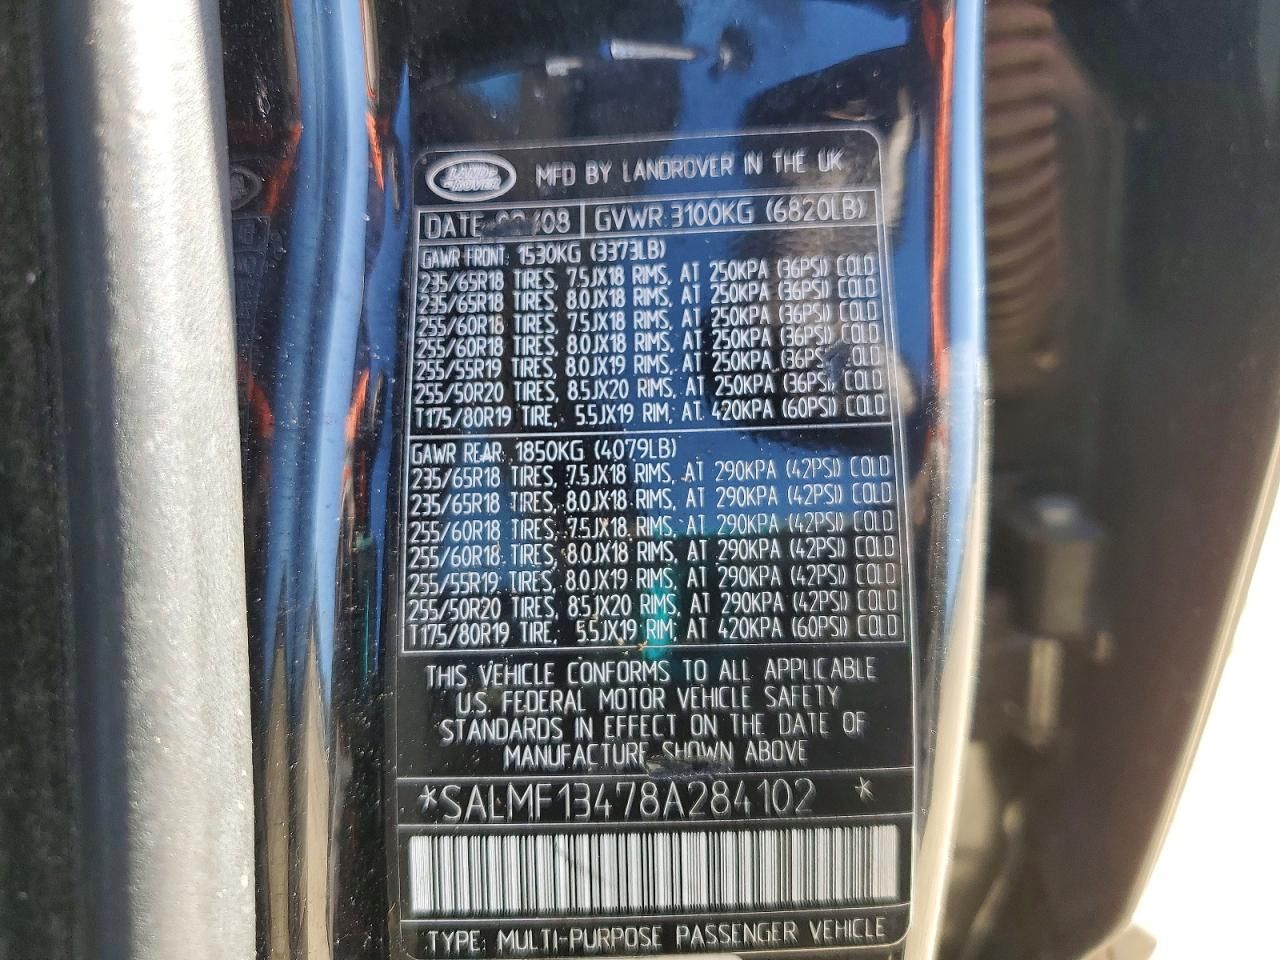 LAND ROVER
MFD BY LANDROVER IN THE UK
DATE /08 GVWR 3100KG (6820LB)
GAWR FRONT: 1530KG (3373LB)
235/65R18 TIRES, 7.5JX18 RIMS, AT 250KPA (36PSI) COLD
235/65R18 TIRES, 8.0JX18 RIMS, AT 250KPA (36PSI) COLD
255/60R18 TIRES, 7.5JX18 RIMS, AT 250KPA (36PSI) COLD
255/60R18 TIRES, 8.0JX18 RIMS, AT 250KPA (36PSI) COLD
255/55R19 TIRES, 8.0JX19 RIMS, AT 250KPA (36PSI) COLD
255/50R20 TIRES, 8.5JX20 RIMS, AT 250KPA (36PSI) COLD
T175/80R19 TIRE, 5.5JX19 RIM, AT 420KPA (60PSI) COLD
GAWR REAR: 1850KG (4079LB)
235/65R18 TIRES, 7.5JX18 RIMS, AT 290KPA (42PSI) COLD
235/65R18 TIRES, 8.0JX18 RIMS, AT 290KPA (42PSI) COLD
255/60R18 TIRES, 7.5JX18 RIMS, AT 290KPA (42PSI) COLD
255/60R18 TIRES, 8.0JX18 RIMS, AT 290KPA (42PSI) COLD
255/55R19 TIRES, 8.0JX19 RIMS, AT 290KPA (42PSI) COLD
255/50R20 TIRES, 8.5JX20 RIMS, AT 290KPA (42PSI) COLD
T175/80R19 TIRE, 5.5JX19 RIM, AT 420KPA (60PSI) COLD
THIS VEHICLE CONFORMS TO ALL APPLICABLE
U.S. FEDERAL MOTOR VEHICLE SAFETY
STANDARDS IN EFFECT ON THE DATE OF
MANUFACTURE SHOWN ABOVE
*SALMF13478A284102 *
TYPE: MULTI-PURPOSE PASSENGER VEHICLE